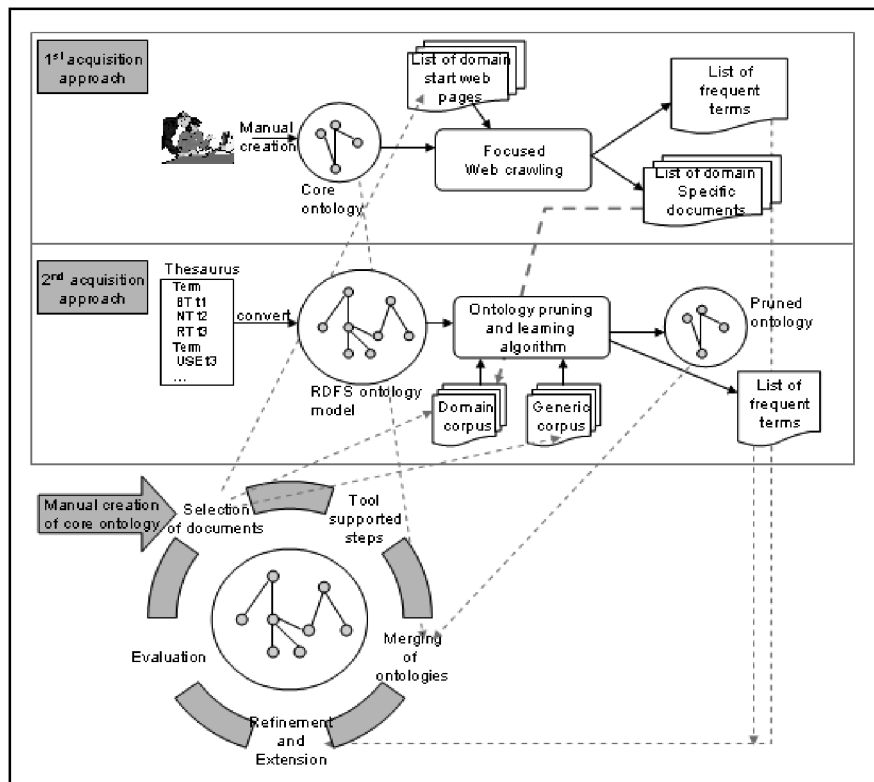 1st acquisition
approach
List of domain
start web
pages
List of
frequent
terms
Manual
creation
Focused
Web crawling
Core
ontology
List of domain
Specific
documents
2nd acquisition
approach
Thesaurus
Term
BT t1
NT t2
RT t3
Term
USE t3
...
convert
RDFS ontology
model
Ontology pruning
and learning
algorithm
Pruned
ontology
Domain
corpus
Generic
corpus
List of
frequent
terms
Manual creation
of core ontology
Selection
of documents
Tool
supported
steps
Evaluation
Merging
of
ontologies
Refinement
and
Extension